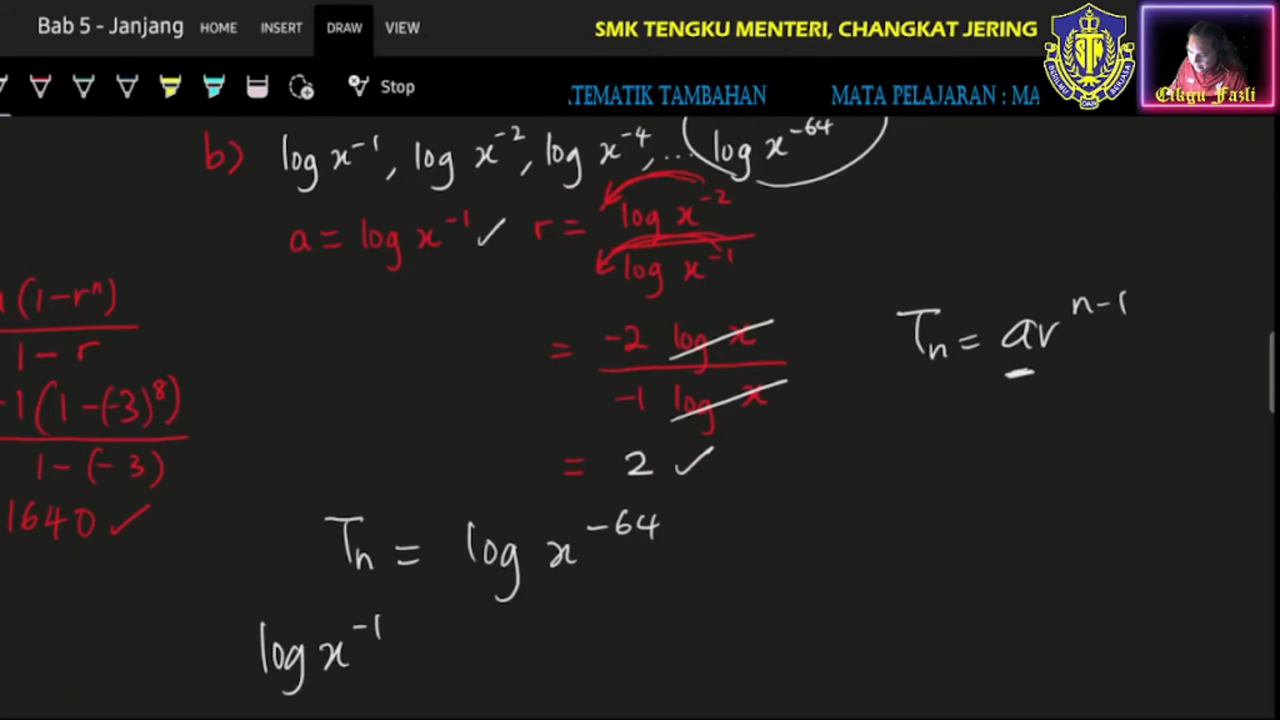 Bab 5 - Janjang HOME INSERT DRAW VIEW
SMK TENGKU MENTERI, CHANGKAT JERING
Stop
.TEMATIK TAMBAHAN MATA PELAJARAN : MA
Cikgu Fazli
b) log x⁻¹, log x⁻², log x⁻⁴, ... log x⁻⁶⁴
a = log x⁻¹ ✓ r = log x⁻² / log x⁻¹
= -2 log x / -1 log x
= 2 ✓
Tₙ = arⁿ⁻¹
(1-rⁿ) / 1-r
-1(1-(-3)⁸) / 1-(-3)
1640 ✓
Tₙ = log x⁻⁶⁴
log x⁻¹